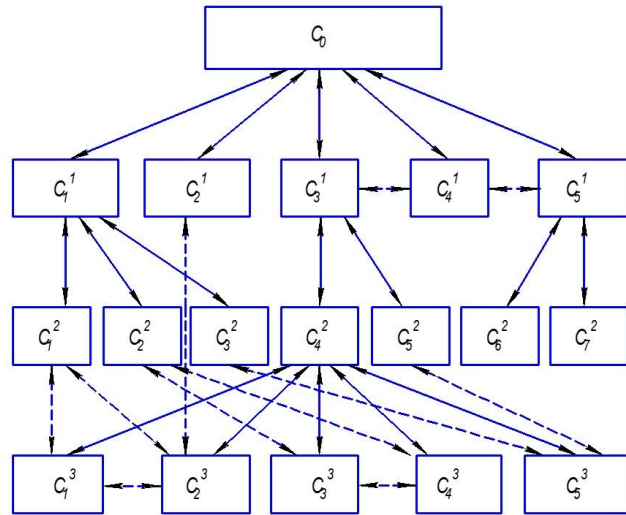 C₀
C₁¹ C₂¹ C₃¹ C₄¹ C₅¹
C₁² C₂² C₃² C₄² C₅² C₆² C₇²
C₁³ C₂³ C₃³ C₄³ C₅³